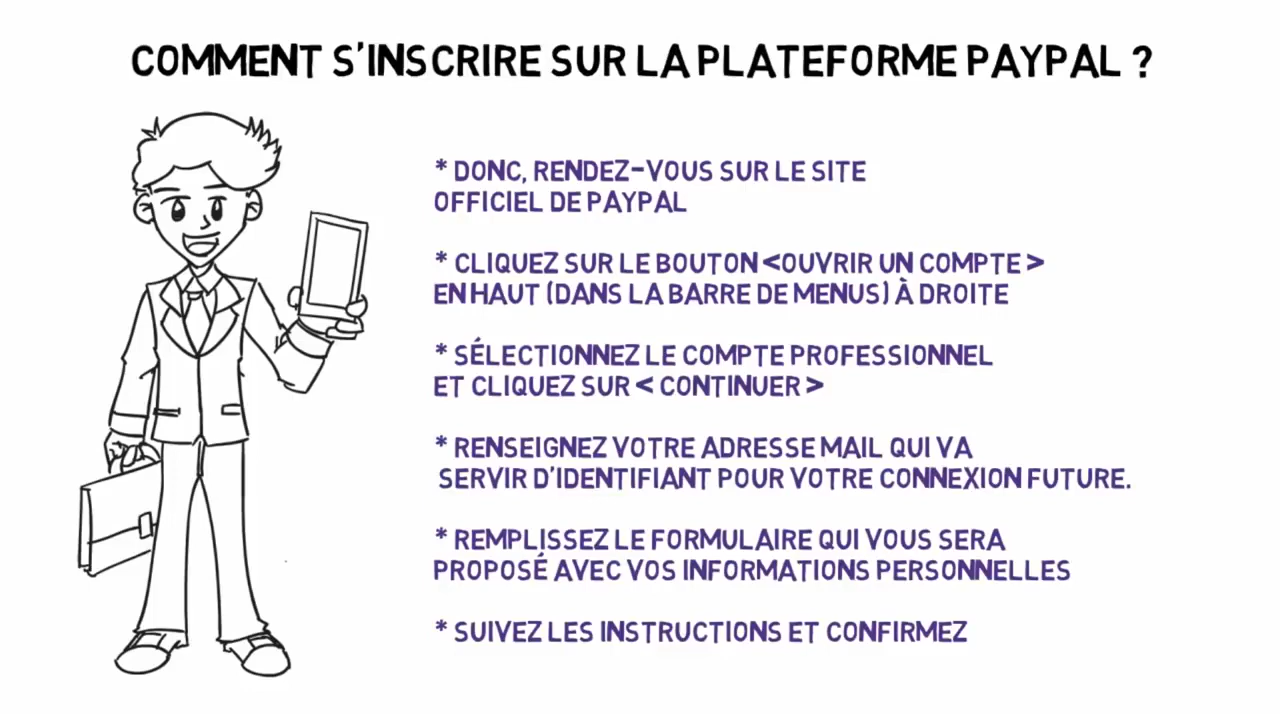 COMMENT S'INSCRIRE SUR LA PLATEFORME PAYPAL ?
* DONC, RENDEZ-VOUS SUR LE SITE
OFFICIEL DE PAYPAL
* CLIQUEZ SUR LE BOUTON <OUVRIR UN COMPTE >
EN HAUT (DANS LA BARRE DE MENUS) À DROITE
* SÉLECTIONNEZ LE COMPTE PROFESSIONNEL
ET CLIQUEZ SUR < CONTINUER >
* RENSEIGNEZ VOTRE ADRESSE MAIL QUI VA
SERVIR D'IDENTIFIANT POUR VOTRE CONNEXION FUTURE.
* REMPLISSEZ LE FORMULAIRE QUI VOUS SERA
PROPOSÉ AVEC VOS INFORMATIONS PERSONNELLES
* SUIVEZ LES INSTRUCTIONS ET CONFIRMEZ